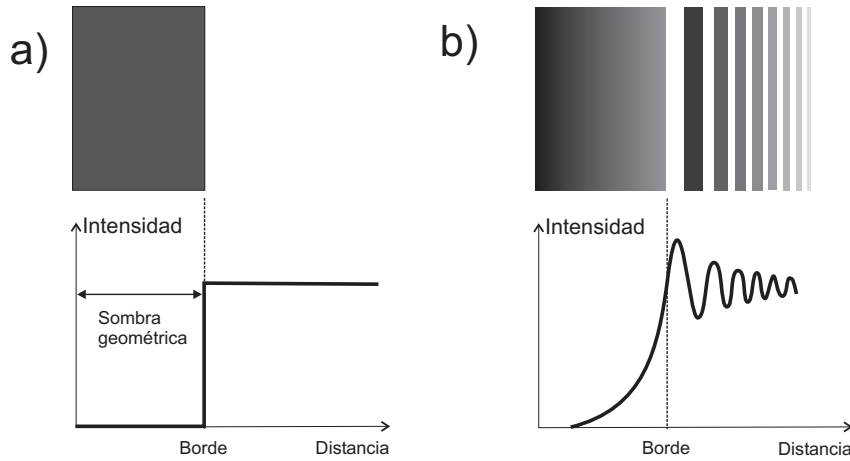 a)
Intensidad
Sombra
geométrica
Borde
Distancia
b)
Intensidad
Borde
Distancia